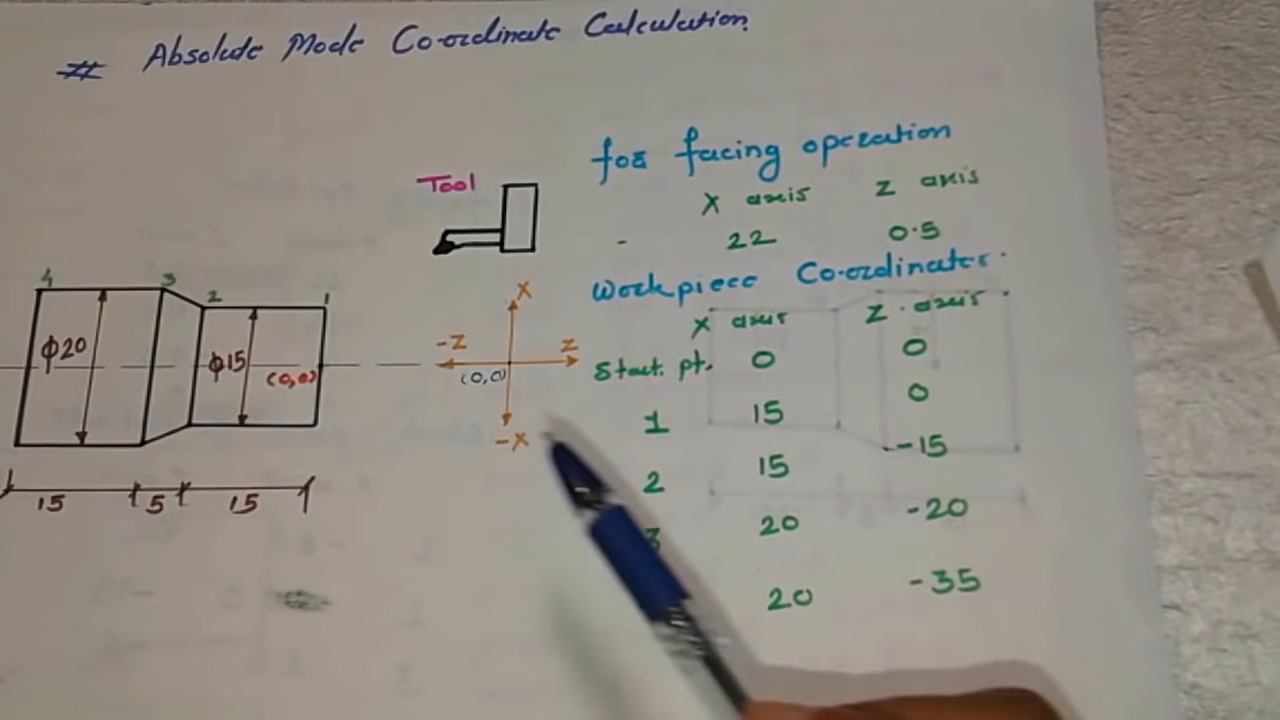 # Absolute Mode Co-ordinate Calculation
for facing operation
X axis Z axis
- 22 0.5
Workpiece Co-ordinates.
X axis Z. axis
Start. pt. 0 0
1 15 0
2 15 -15
3 20 -20
20 -35
Tool
X
-Z Z
(0,0)
-X
4 3 2 1
φ20 φ15 (0,0)
15 5 15